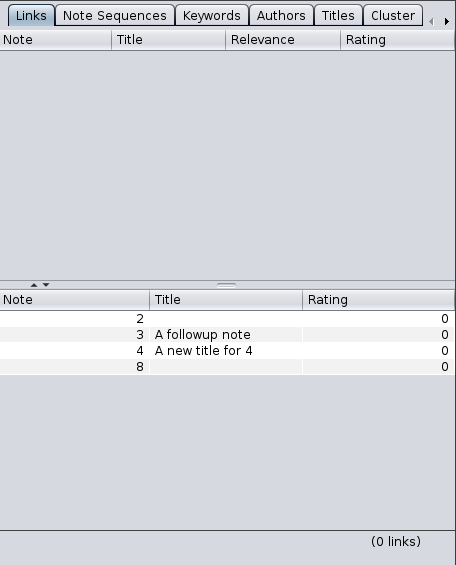 Links Note Sequences Keywords Authors Titles Cluster
Note Title Relevance Rating
Note Title Rating
2 0
3 A followup note 0
4 A new title for 4 0
8 0
(0 links)